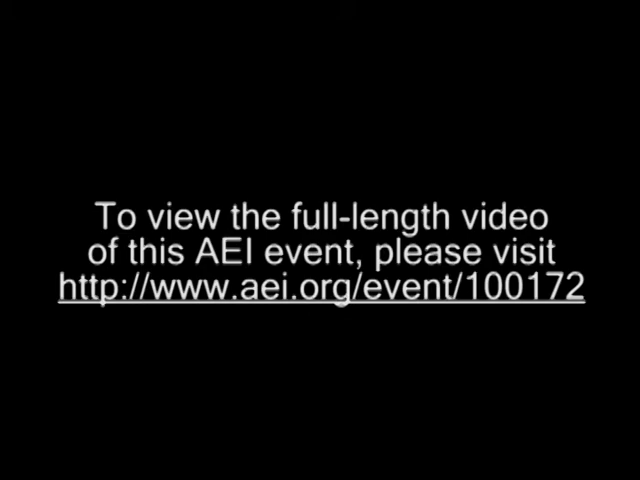 To view the full-length video
of this AEI event, please visit
http://www.aei.org/event/100172